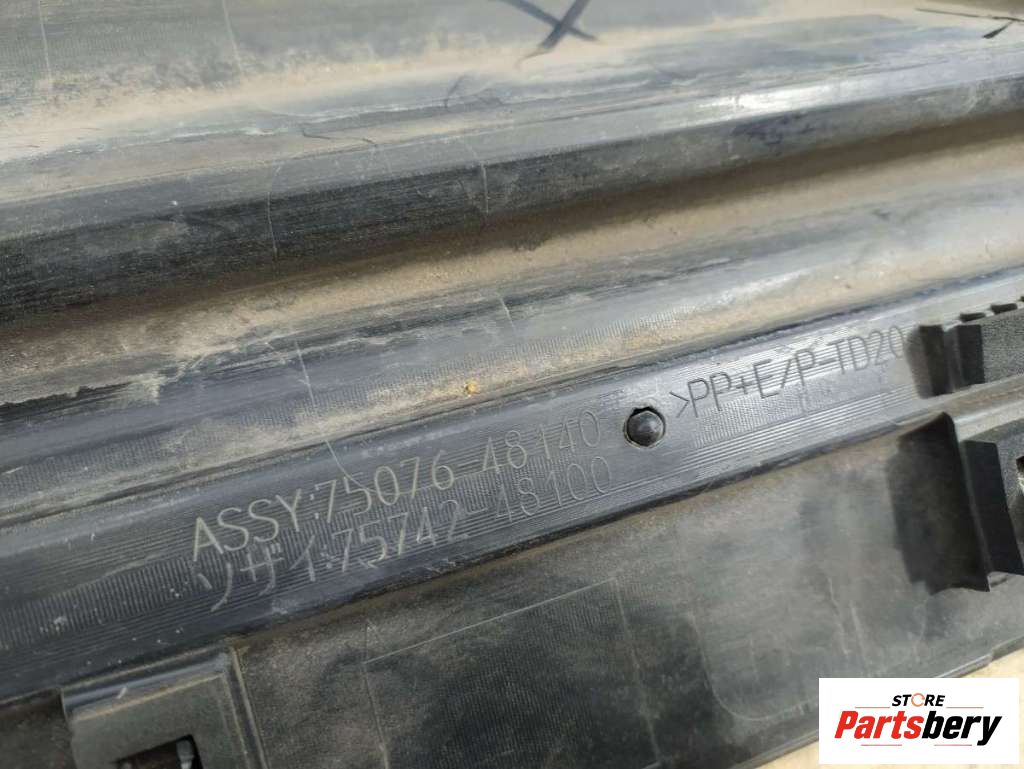 ASSY:75076-48140
ソザイ:75742-48100
>PP+E/P-TD20
STORE
Partsbery